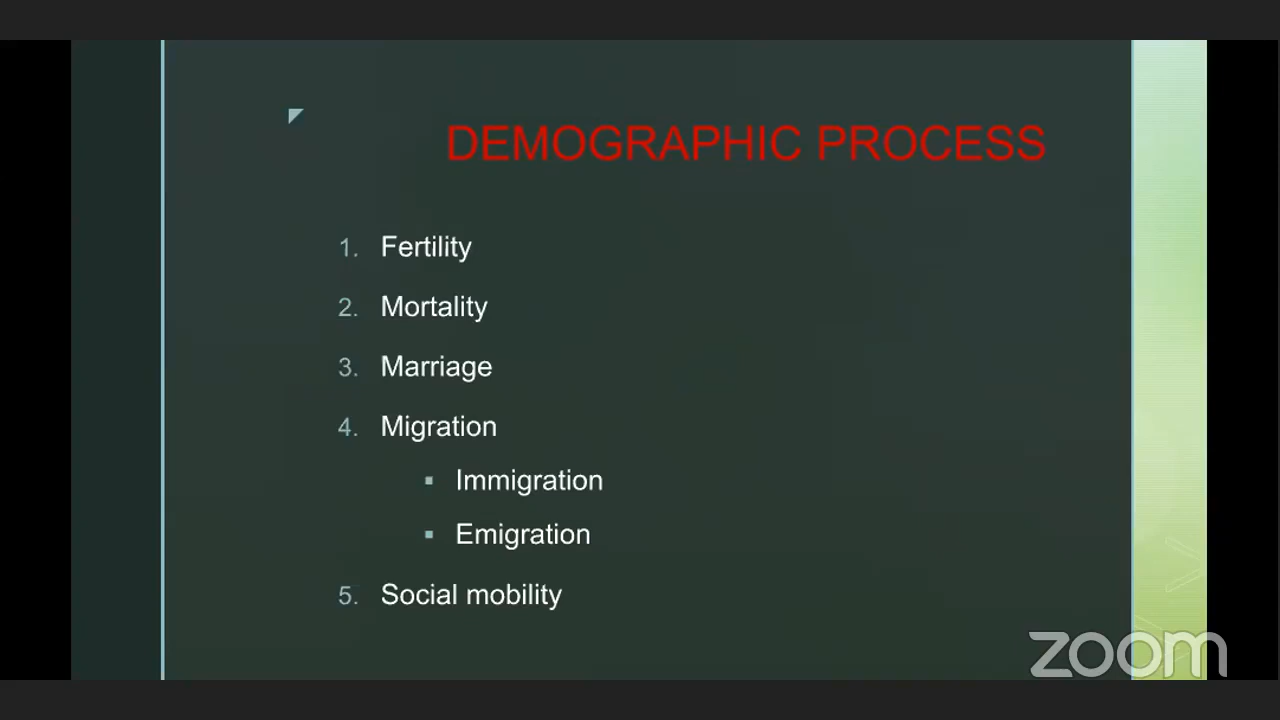 DEMOGRAPHIC PROCESS
1. Fertility
2. Mortality
3. Marriage
4. Migration
▪ Immigration
▪ Emigration
5. Social mobility
zoom